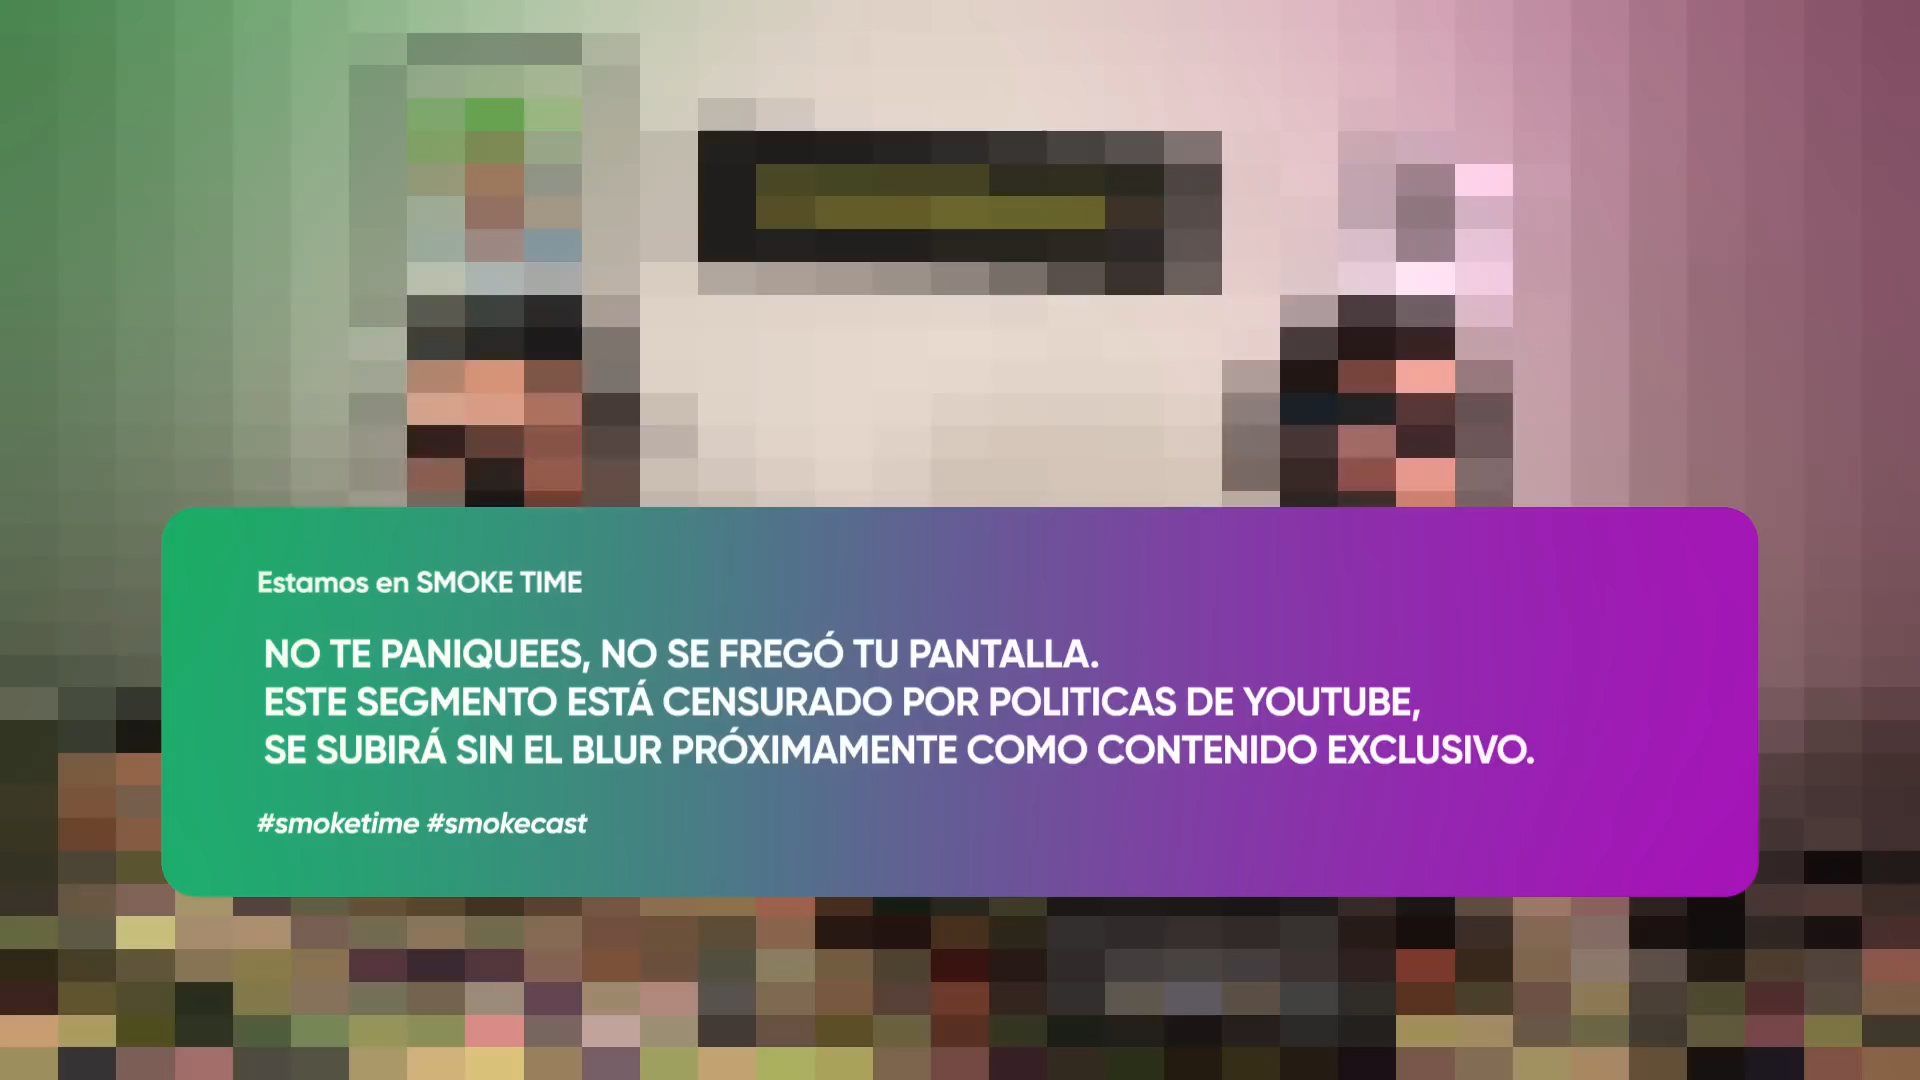 Estamos en SMOKE TIME
NO TE PANIQUEES, NO SE FREGÓ TU PANTALLA.
ESTE SEGMENTO ESTÁ CENSURADO POR POLITICAS DE YOUTUBE,
SE SUBIRÁ SIN EL BLUR PRÓXIMAMENTE COMO CONTENIDO EXCLUSIVO.
#smoketime #smokecast